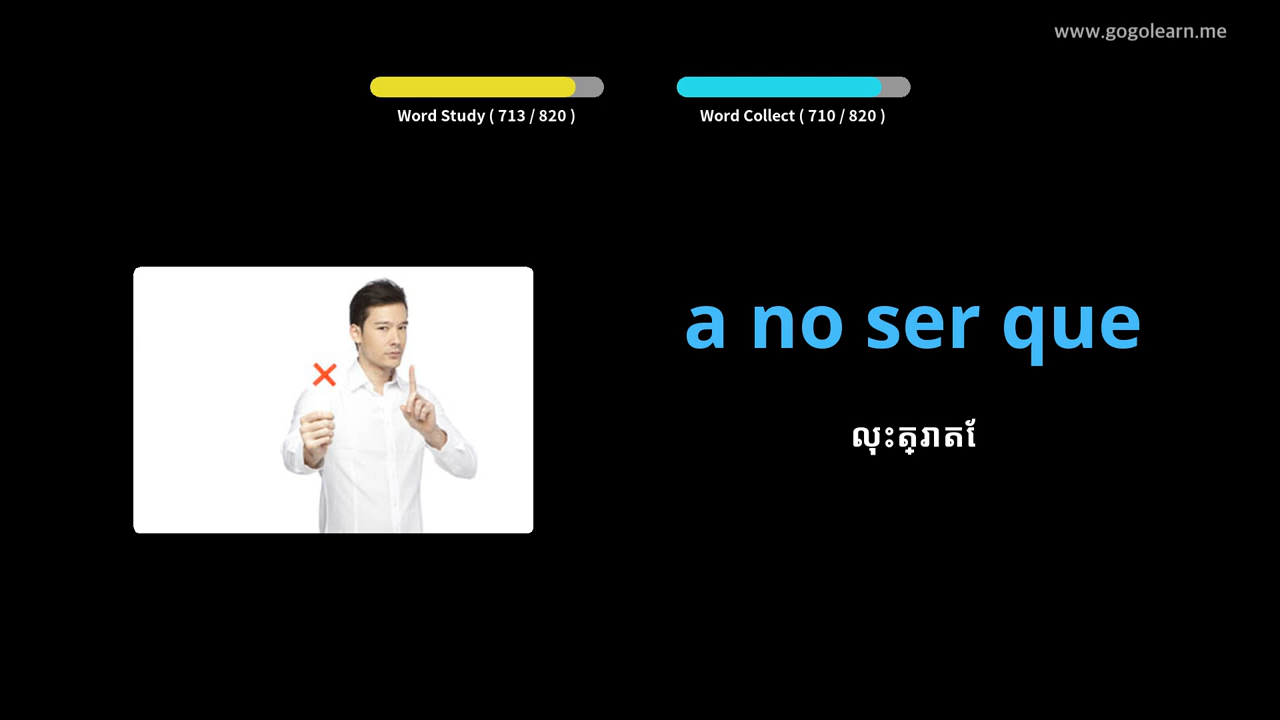 www.gogolearn.me
Word Study ( 713 / 820 )
Word Collect ( 710 / 820 )
a no ser que
លុះត្រាតែ